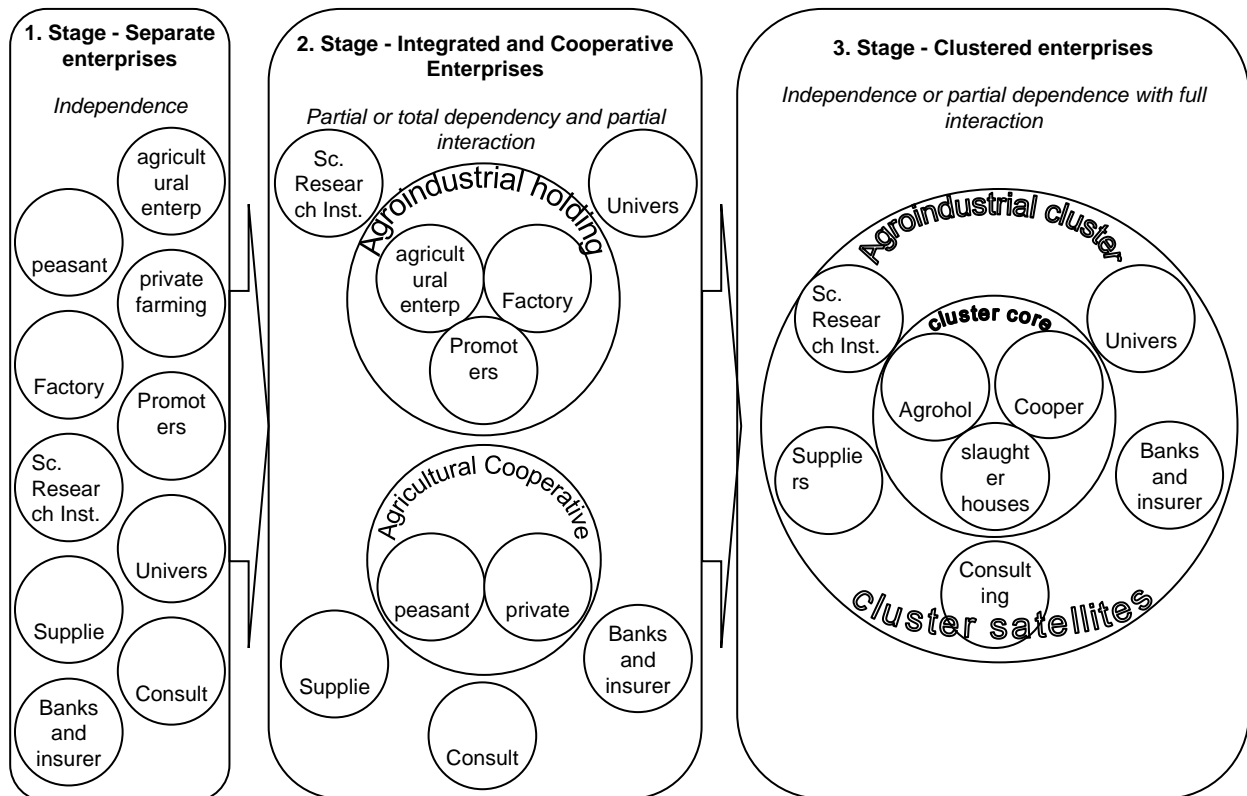 1. Stage - Separate
enterprises
Independence
agricult
ural
enterp
peasant
private
farming
Factory
Promot
ers
Sc.
Resear
ch Inst.
Univers
Supplie
Consult
Banks
and
insurer
2. Stage - Integrated and Cooperative
Enterprises
Partial or total dependency and partial
interaction
Sc.
Resear
ch Inst.
Univers
Agroindustrial holding
agricult
ural
enterp
Factory
Promot
ers
Agricultural Cooperative
peasant
private
Supplie
Banks
and
insurer
Consult
3. Stage - Clustered enterprises
Independence or partial dependence with full
interaction
Agroindustrial cluster
Sc.
Resear
ch Inst.
Univers
cluster core
Agrohol
Cooper
slaught
er
houses
Supplie
rs
Banks
and
insurer
Consult
ing
cluster satellites